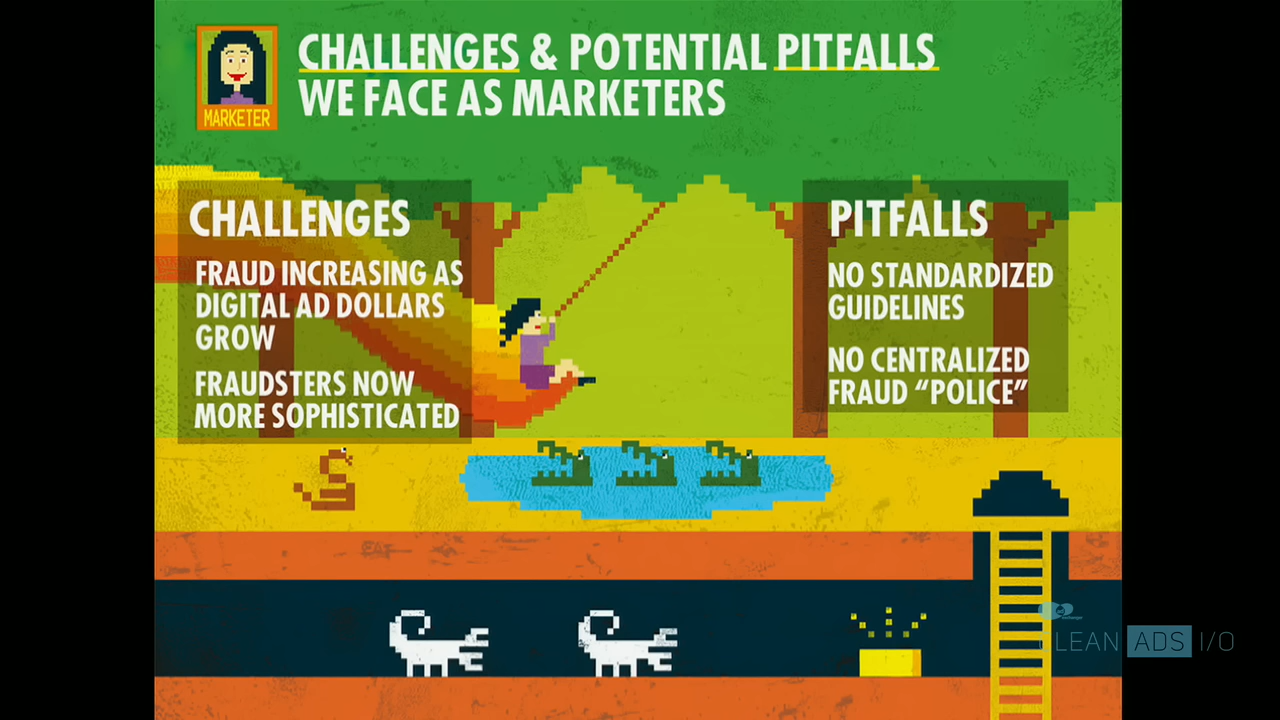 CHALLENGES & POTENTIAL PITFALLS
WE FACE AS MARKETERS
MARKETER
CHALLENGES
FRAUD INCREASING AS
DIGITAL AD DOLLARS
GROW
FRAUDSTERS NOW
MORE SOPHISTICATED
PITFALLS
NO STANDARDIZED
GUIDELINES
NO CENTRALIZED
FRAUD “POLICE”
CLEAN ADS I/O